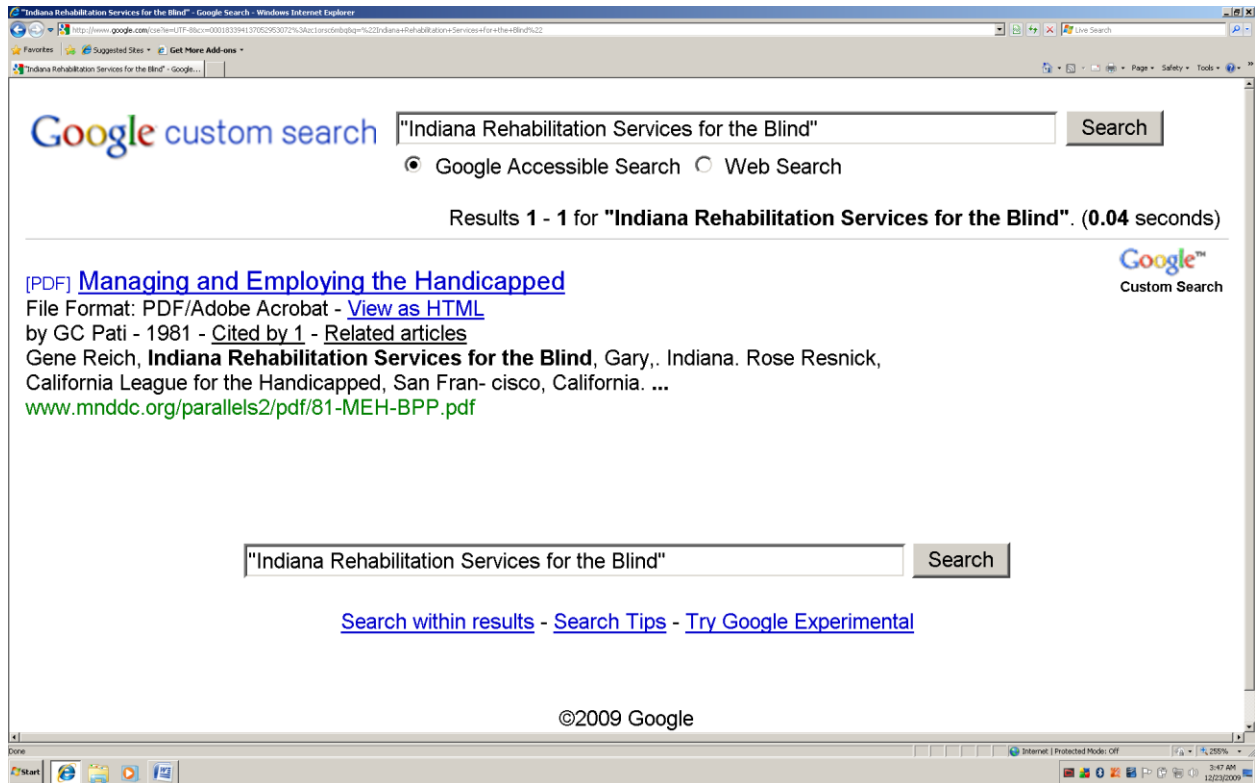 "Indiana Rehabilitation Services for the Blind" - Google Search - Windows Internet Explorer
Live Search
Favorites Suggested Sites Get More Add-ons
"Indiana Rehabilitation Services for the Blind" - Google... Page Safety Tools
Google custom search "Indiana Rehabilitation Services for the Blind" Search
Google Accessible Search Web Search
Results 1 - 1 for "Indiana Rehabilitation Services for the Blind". (0.04 seconds)
Google™
Custom Search
[PDF] Managing and Employing the Handicapped
File Format: PDF/Adobe Acrobat - View as HTML
by GC Pati - 1981 - Cited by 1 - Related articles
Gene Reich, Indiana Rehabilitation Services for the Blind, Gary,. Indiana. Rose Resnick,
California League for the Handicapped, San Fran- cisco, California. ...
www.mnddc.org/parallels2/pdf/81-MEH-BPP.pdf
"Indiana Rehabilitation Services for the Blind" Search
Search within results - Search Tips - Try Google Experimental
©2009 Google
Done Internet | Protected Mode: Off 255%
Start 3:47 AM
12/23/2009